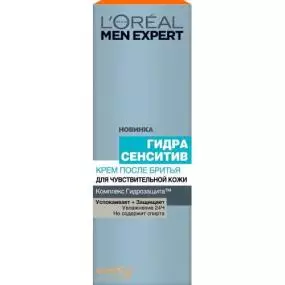 L'ORÉAL
MEN EXPERT
НОВИНКА
ГИДРА
СЕНСИТИВ
КРЕМ ПОСЛЕ БРИТЬЯ
ДЛЯ ЧУВСТВИТЕЛЬНОЙ КОЖИ
Комплекс Гидрозащита™
Успокаивает + Защищает
Увлажнение 24Ч
Не содержит спирта